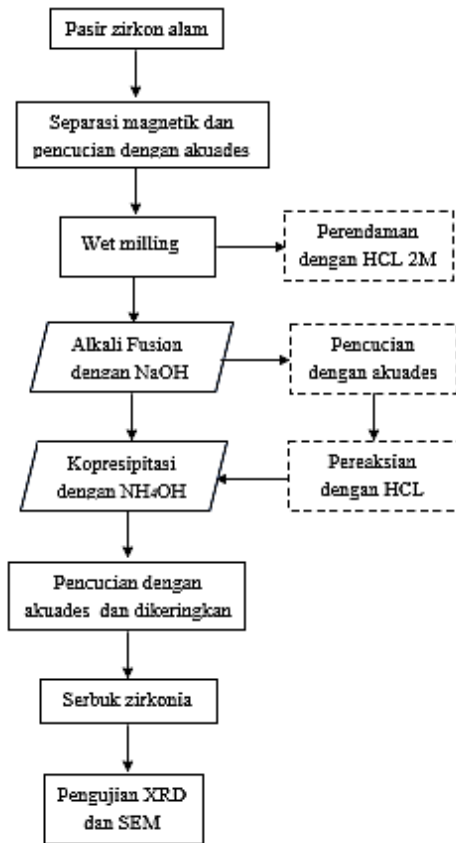 Pasir zirkon alam
Separasi magnetik dan
pencucian dengan akuades
Wet milling
Perendaman
dengan HCL 2M
Alkali Fusion
dengan NaOH
Pencucian
dengan akuades
Kopresipitasi
dengan NH₄OH
Pereaksian
dengan HCL
Pencucian dengan
akuades dan dikeringkan
Serbuk zirkonia
Pengujian XRD
dan SEM